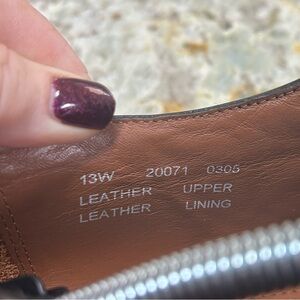 13W 20071 0305
LEATHER UPPER
LEATHER LINING